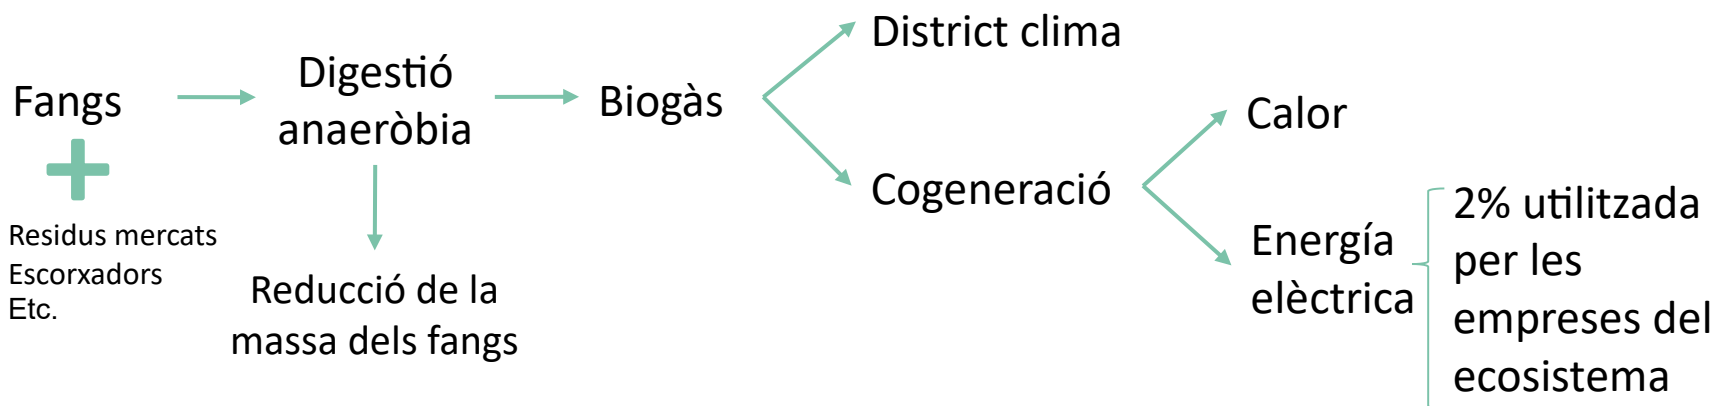 Fangs
Residus mercats
Escorxadors
Etc.
Digestió
anaeròbia
Reducció de la
massa dels fangs
Biogàs
District clima
Cogeneració
Calor
Energía
elèctrica
2% utilitzada
per les
empreses del
ecosistema